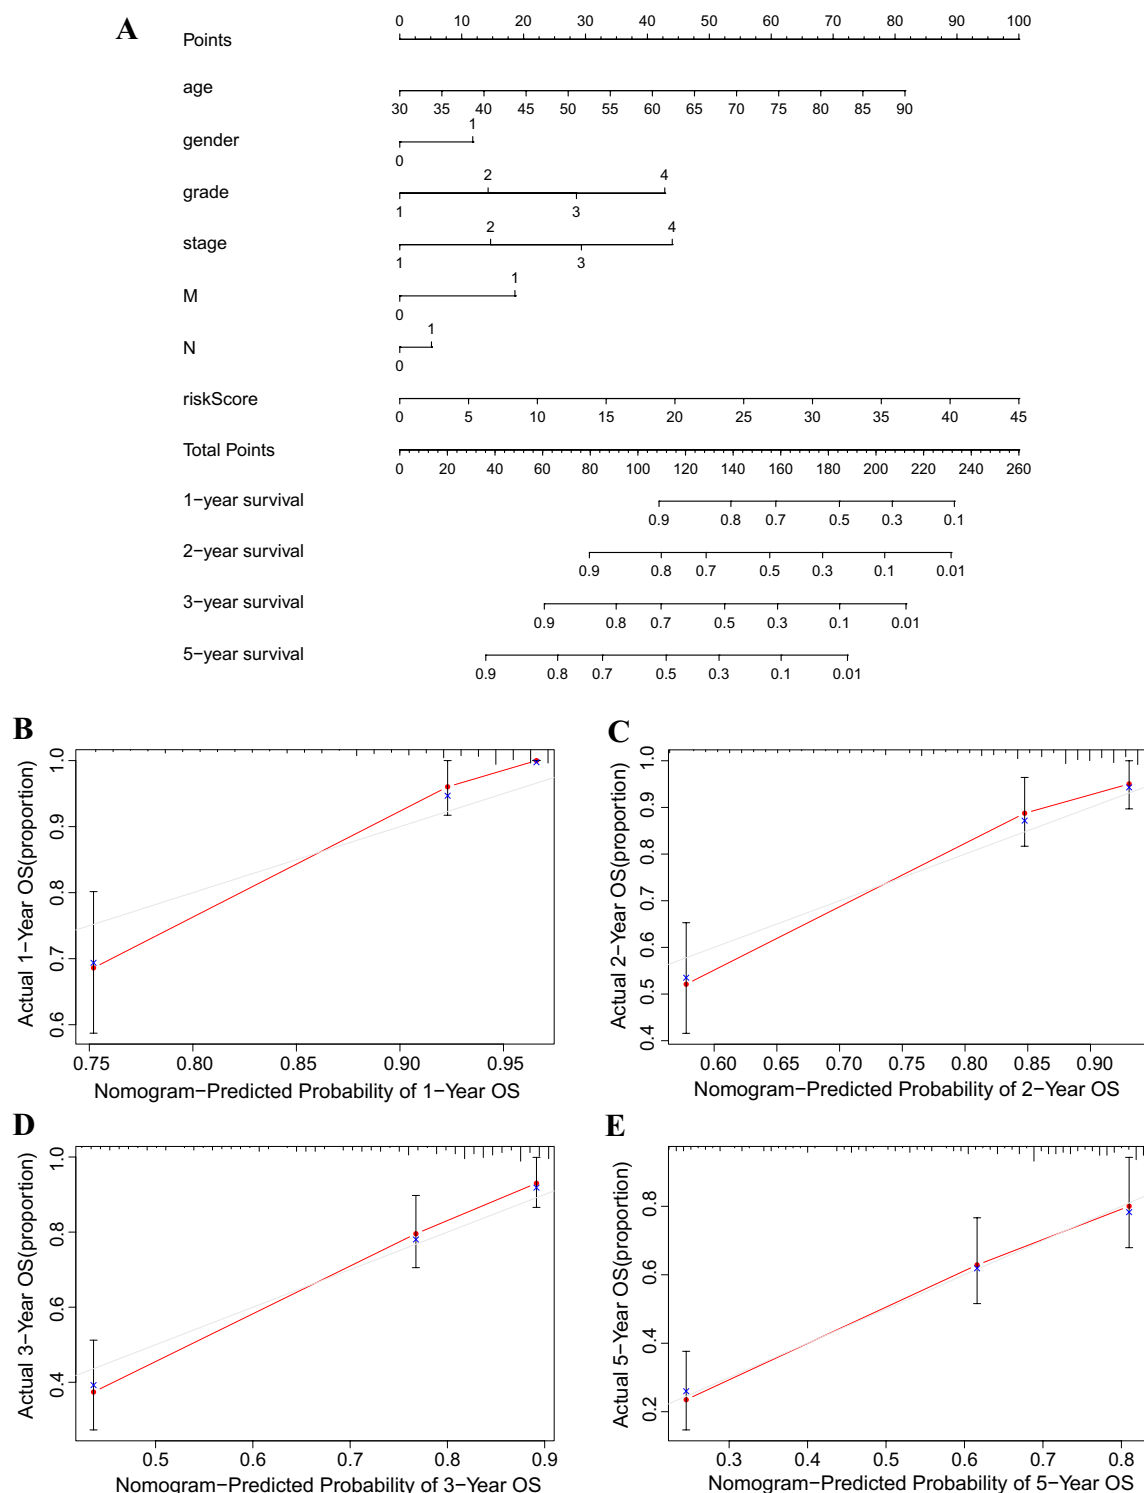 A
Points
0 10 20 30 40 50 60 70 80 90 100
age
30 35 40 45 50 55 60 65 70 75 80 85 90
gender
1
0
grade
2 4
1 3
stage
2 4
1 3
M
1
0
N
1
0
riskScore
0 5 10 15 20 25 30 35 40 45
Total Points
0 20 40 60 80 100 120 140 160 180 200 220 240 260
1−year survival
0.9 0.8 0.7 0.5 0.3 0.1
2−year survival
0.9 0.8 0.7 0.5 0.3 0.1 0.01
3−year survival
0.9 0.8 0.7 0.5 0.3 0.1 0.01
5−year survival
0.9 0.8 0.7 0.5 0.3 0.1 0.01
B
Actual 1−Year OS(proportion)
0.6 0.7 0.8 0.9 1.0
0.75 0.80 0.85 0.90 0.95
Nomogram−Predicted Probability of 1−Year OS
C
Actual 2−Year OS(proportion)
0.4 0.5 0.6 0.7 0.8 0.9 1.0
0.60 0.65 0.70 0.75 0.80 0.85 0.90
Nomogram−Predicted Probability of 2−Year OS
D
Actual 3−Year OS(proportion)
0.4 0.6 0.8 1.0
0.5 0.6 0.7 0.8 0.9
Nomogram−Predicted Probability of 3−Year OS
E
Actual 5−Year OS(proportion)
0.2 0.4 0.6 0.8
0.3 0.4 0.5 0.6 0.7 0.8
Nomogram−Predicted Probability of 5−Year OS